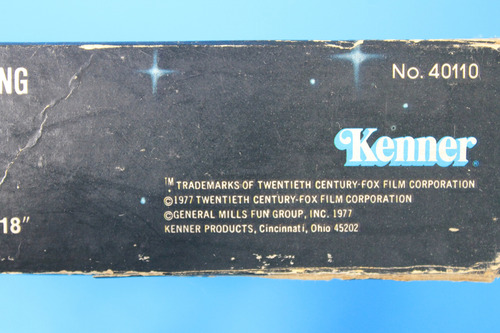 NG
No. 40110
Kenner®
18"
™ TRADEMARKS OF TWENTIETH CENTURY-FOX FILM CORPORATION
©1977 TWENTIETH CENTURY-FOX FILM CORPORATION
©GENERAL MILLS FUN GROUP, INC. 1977
KENNER PRODUCTS, Cincinnati, Ohio 45202